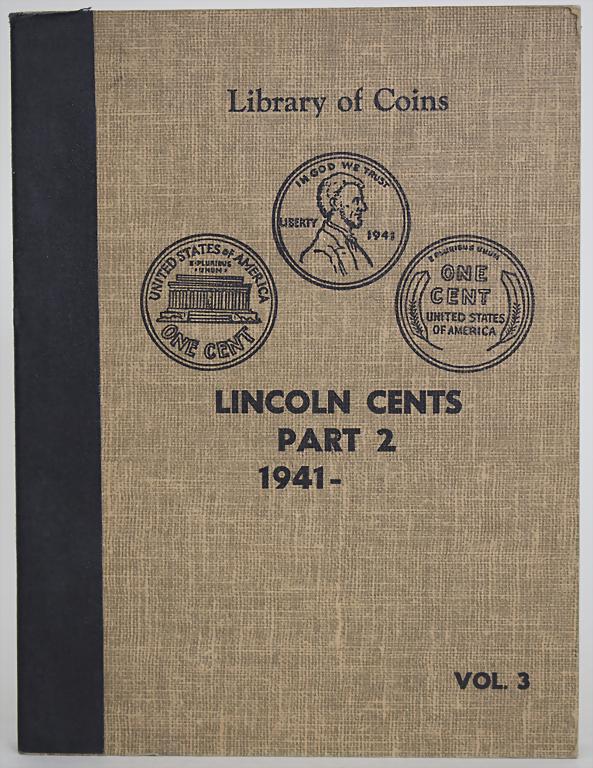 Library of Coins
IN GOD WE TRUST
LIBERTY
1941
UNITED STATES OF AMERICA
E·PLURIBUS
·UNUM·
ONE CENT
E PLURIBUS UNUM
ONE
CENT
UNITED STATES
OF AMERICA
LINCOLN CENTS
PART 2
1941-
VOL. 3